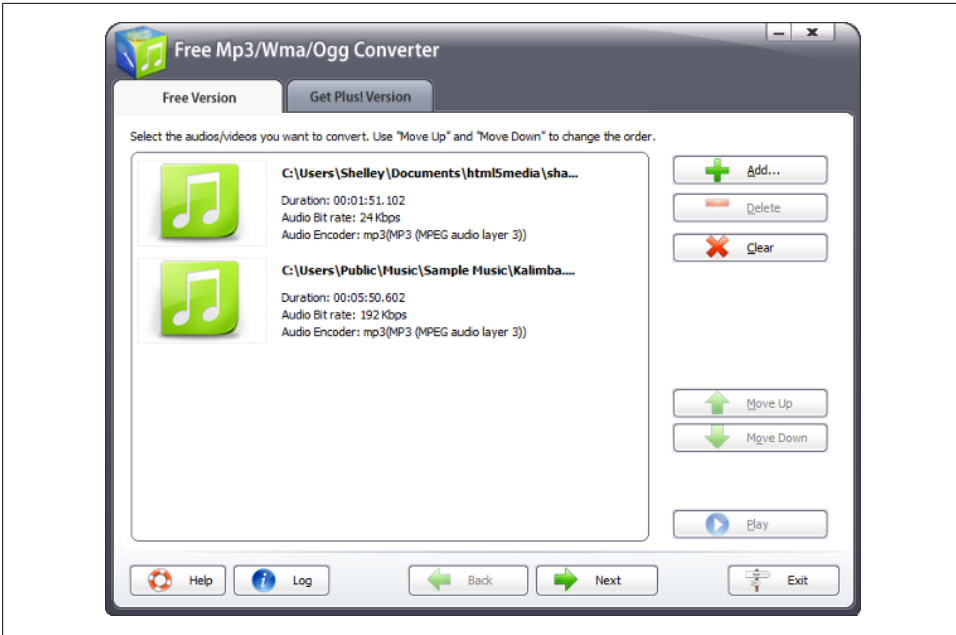 Free Mp3/Wma/Ogg Converter
Free Version
Get Plus! Version
Select the audios/videos you want to convert. Use "Move Up" and "Move Down" to change the order.
C:\Users\Shelley\Documents\html5media\sha...
Duration: 00:01:51.102
Audio Bit rate: 24 Kbps
Audio Encoder: mp3(MP3 (MPEG audio layer 3))
C:\Users\Public\Music\Sample Music\Kalimba....
Duration: 00:05:50.602
Audio Bit rate: 192 Kbps
Audio Encoder: mp3(MP3 (MPEG audio layer 3))
Add...
Delete
Clear
Move Up
Move Down
Play
Help
Log
Back
Next
Exit